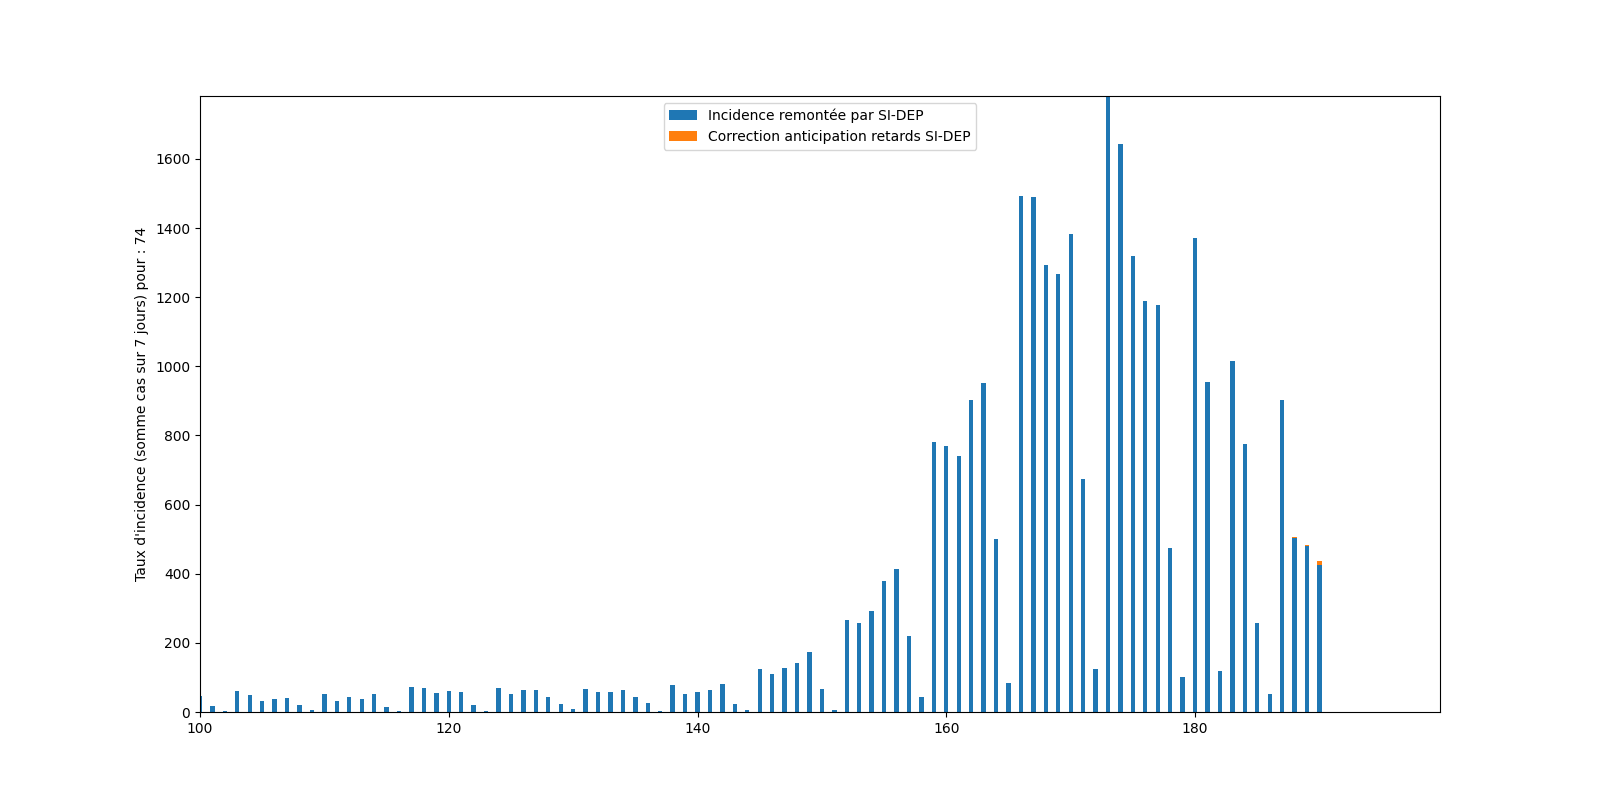 Incidence remontée par SI-DEP
Correction anticipation retards SI-DEP
Taux d'incidence (somme cas sur 7 jours) pour : 74
1600
1400
1200
1000
800
600
400
200
0
100 120 140 160 180